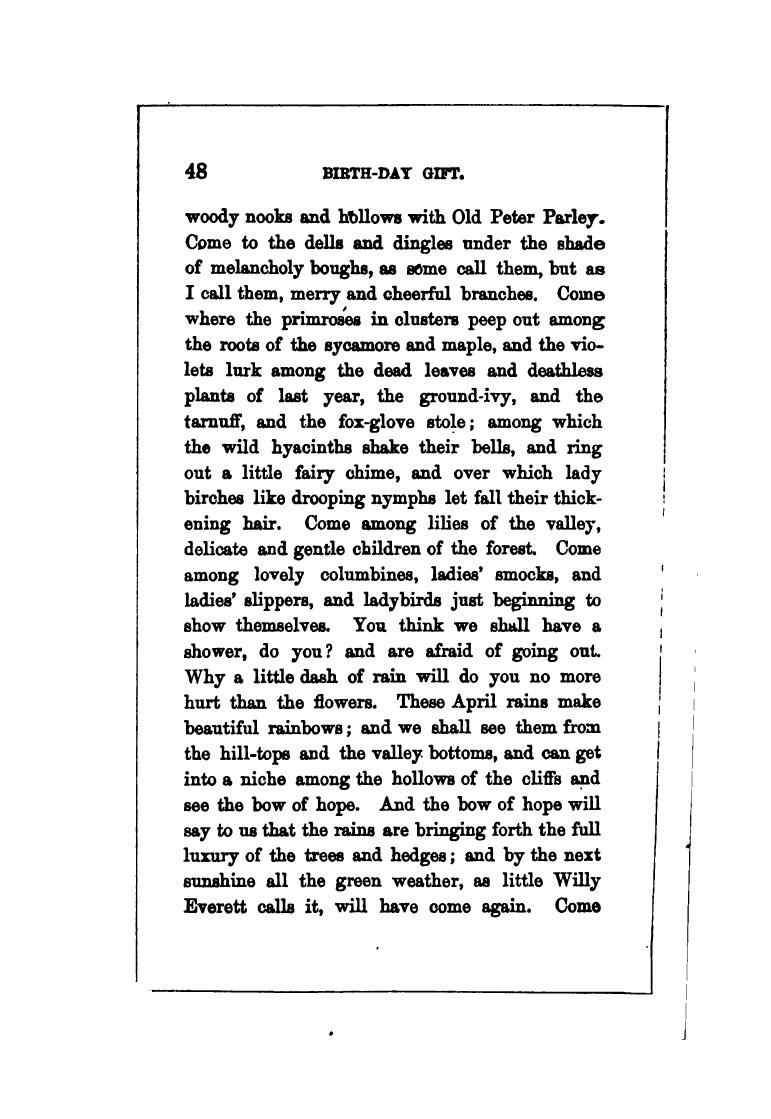 48 BIRTH-DAY GIFT.
woody nooks and hollows with Old Peter Parley.
Come to the dells and dingles under the shade
of melancholy boughs, as some call them, but as
I call them, merry and cheerful branches. Come
where the primroses in clusters peep out among
the roots of the sycamore and maple, and the vio-
lets lurk among the dead leaves and deathless
plants of last year, the ground-ivy, and the
tarnuff, and the fox-glove stole; among which
the wild hyacinths shake their bells, and ring
out a little fairy chime, and over which lady
birches like drooping nymphs let fall their thick-
ening hair. Come among lilies of the valley,
delicate and gentle children of the forest. Come
among lovely columbines, ladies' smocks, and
ladies' slippers, and ladybirds just beginning to
show themselves. You think we shall have a
shower, do you? and are afraid of going out.
Why a little dash of rain will do you no more
hurt than the flowers. These April rains make
beautiful rainbows; and we shall see them from
the hill-tops and the valley bottoms, and can get
into a niche among the hollows of the cliffs and
see the bow of hope. And the bow of hope will
say to us that the rains are bringing forth the full
luxury of the trees and hedges; and by the next
sunshine all the green weather, as little Willy
Everett calls it, will have come again. Come